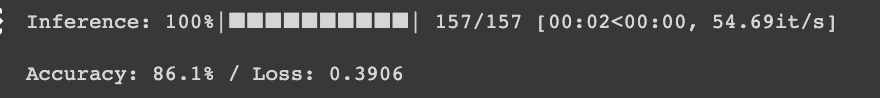 Inference: 100%|██████████| 157/157 [00:02<00:00, 54.69it/s]
Accuracy: 86.1% / Loss: 0.3906